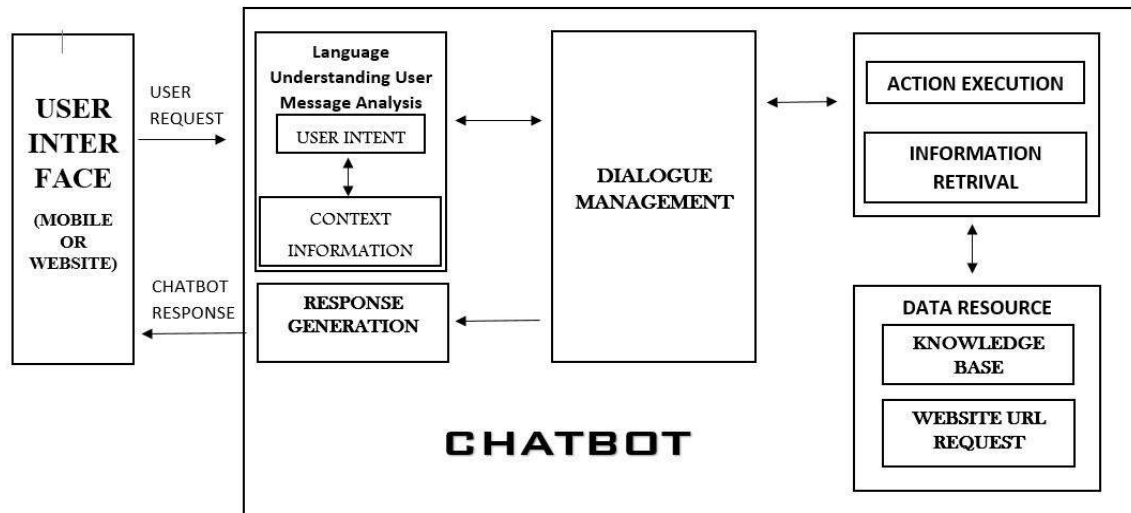 USER
INTER
FACE
(MOBILE
OR
WEBSITE)
USER
REQUEST
CHATBOT
RESPONSE
Language
Understanding User
Message Analysis
USER INTENT
CONTEXT
INFORMATION
RESPONSE
GENERATION
DIALOGUE
MANAGEMENT
ACTION EXECUTION
INFORMATION
RETRIVAL
DATA RESOURCE
KNOWLEDGE
BASE
WEBSITE URL
REQUEST
CHATBOT